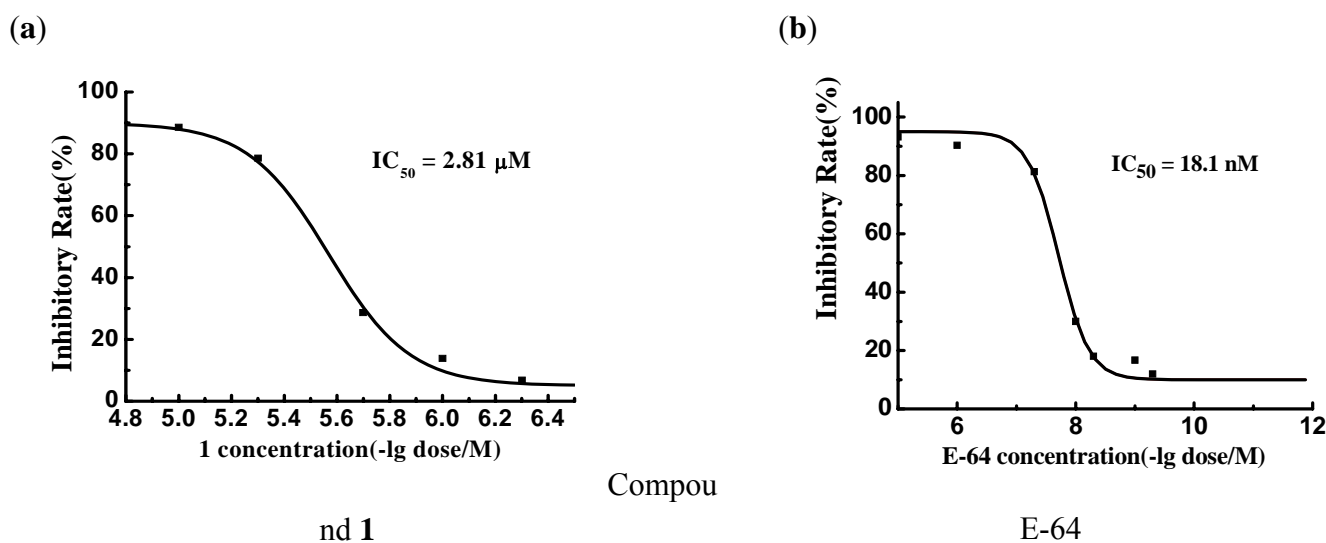 (a)
100
80
60
40
20
0
Inhibitory Rate(%)
IC50 = 2.81 μM
4.8 5.0 5.2 5.4 5.6 5.7 6.0 6.2 6.4
1 concentration(-lg dose/M)
(b)
100
80
60
40
20
0
Inhibitory Rate(%)
IC50 = 18.1 nM
6 8 10 12
E-64 concentration(-lg dose/M)
Compou
nd 1
E-64